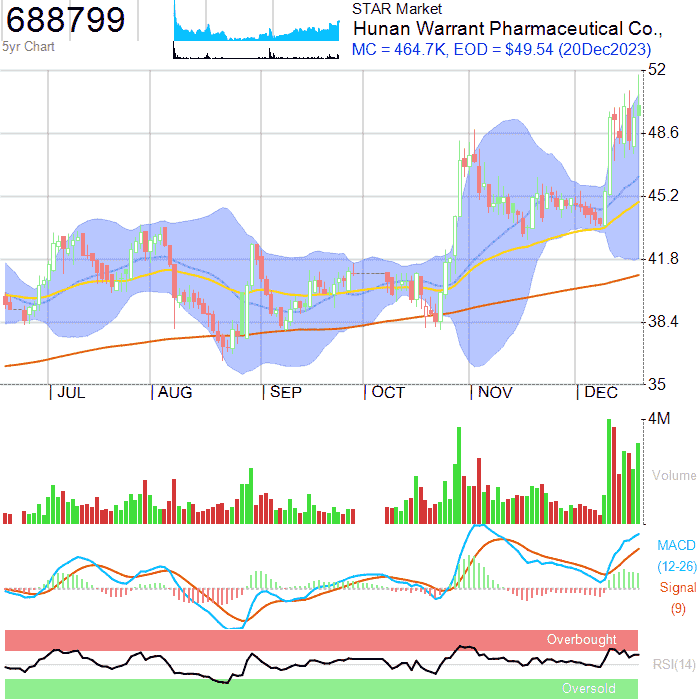 688799
5yr Chart
STAR Market
Hunan Warrant Pharmaceutical Co.,
MC = 464.7K, EOD = $49.54 (20Dec2023)
52
48.6
45.2
41.8
38.4
35
JUL AUG SEP OCT NOV DEC
4M
Volume
MACD
(12-26)
Signal
(9)
Overbought
RSI(14)
Oversold